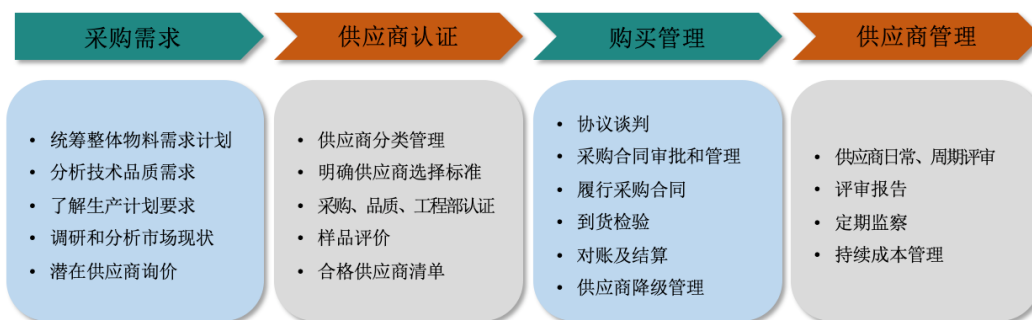 采购需求
供应商认证
购买管理
供应商管理
• 统筹整体物料需求计划
• 分析技术品质需求
• 了解生产计划要求
• 调研和分析市场现状
• 潜在供应商询价
• 供应商分类管理
• 明确供应商选择标准
• 采购、品质、工程部认证
• 样品评价
• 合格供应商清单
• 协议谈判
• 采购合同审批和管理
• 履行采购合同
• 到货检验
• 对账及结算
• 供应商降级管理
• 供应商日常、周期评审
• 评审报告
• 定期监察
• 持续成本管理